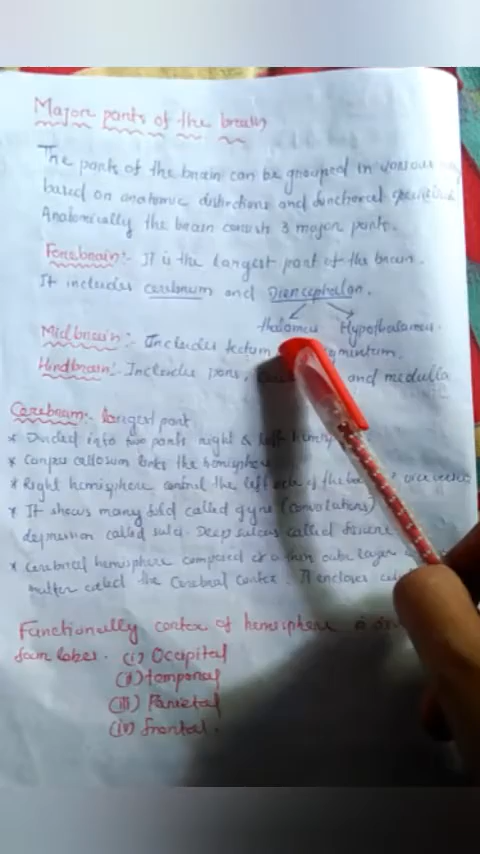 Major parts of the brain
The parts of the brain can be grouped in various
based on anatomic distinctions and functional
Anatomically the brain consists 3 major parts.
Forebrain:- It is the largest part of the brain.
It includes cerebrum and Diencephalon.
thalamus Hypothalamus.
Midbrain:- Includes tectum
Hindbrain:- Include pons, and medulla
Cerebrum:- Largest part
* Divided into two parts right & left
* Corpus callosum links the hemisphere
* Right hemisphere control the left side of the
* It shows many fold called gyri (convolutions)
depression called sulci. Deep sulcus called fissure
* Cerebral hemisphere composed of a thin outer layer
matter called the Cerebral cortex. It encloses
Functionally cortex of hemisphere is
four lobes. (i) Occipital
(ii) temporal
(iii) Parietal
(iv) frontal.